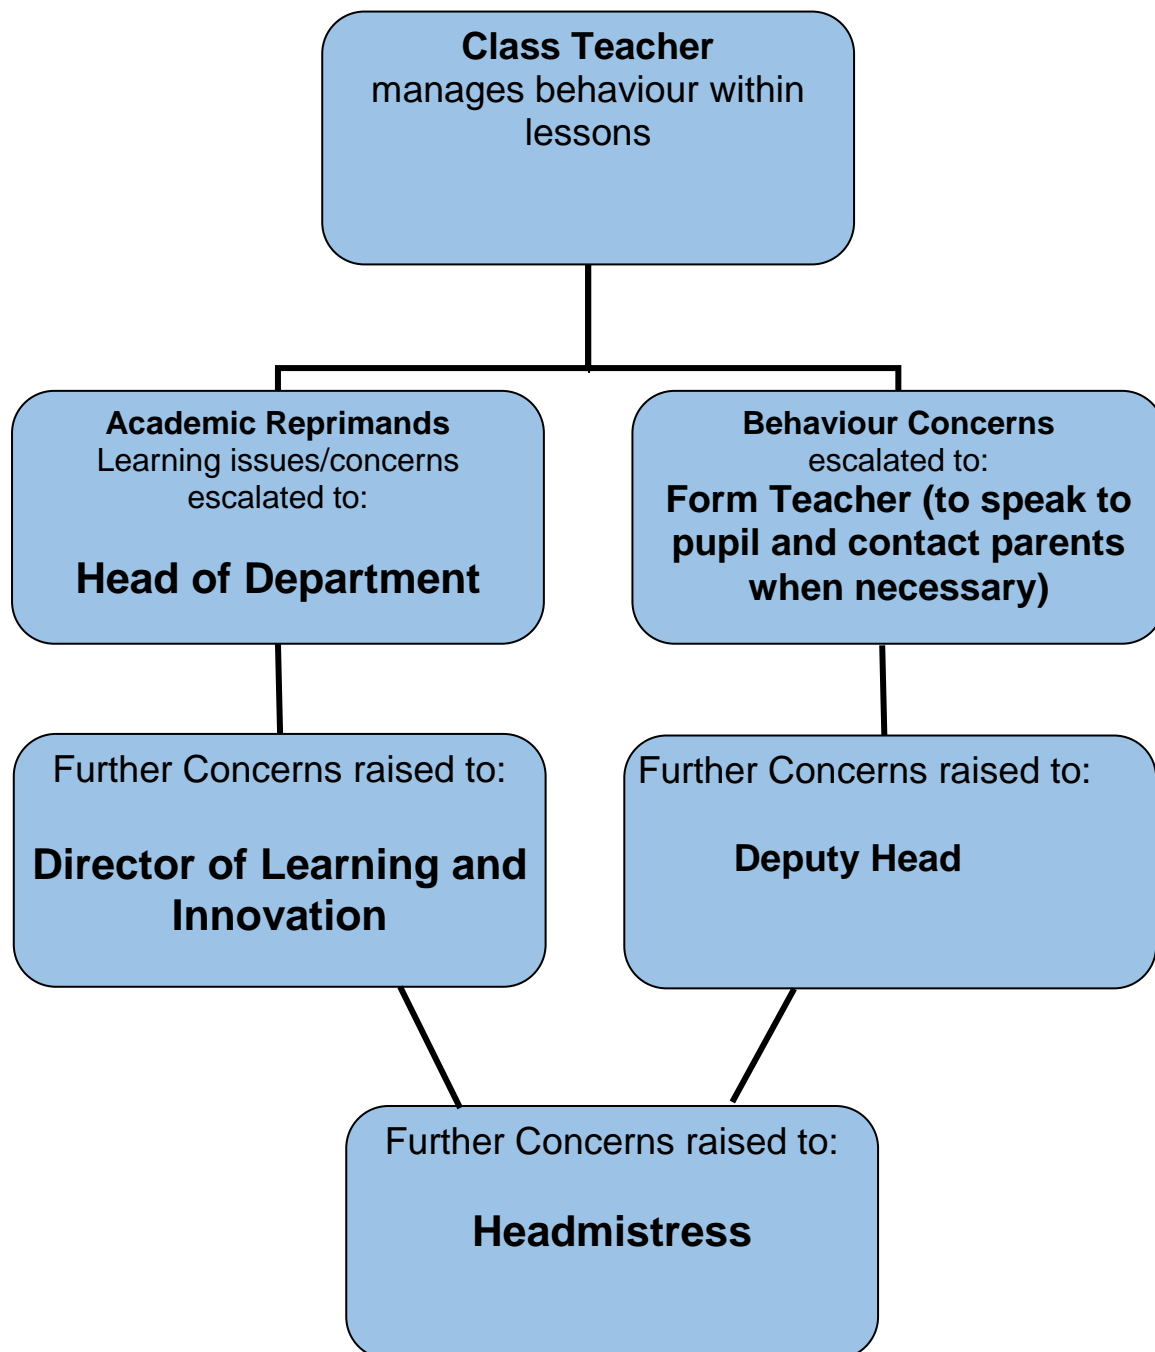 Class Teacher
manages behaviour within
lessons
Academic Reprimands
Learning issues/concerns
escalated to:
Head of Department
Behaviour Concerns
escalated to:
Form Teacher (to speak to
pupil and contact parents
when necessary)
Further Concerns raised to:
Director of Learning and
Innovation
Further Concerns raised to:
Deputy Head
Further Concerns raised to:
Headmistress